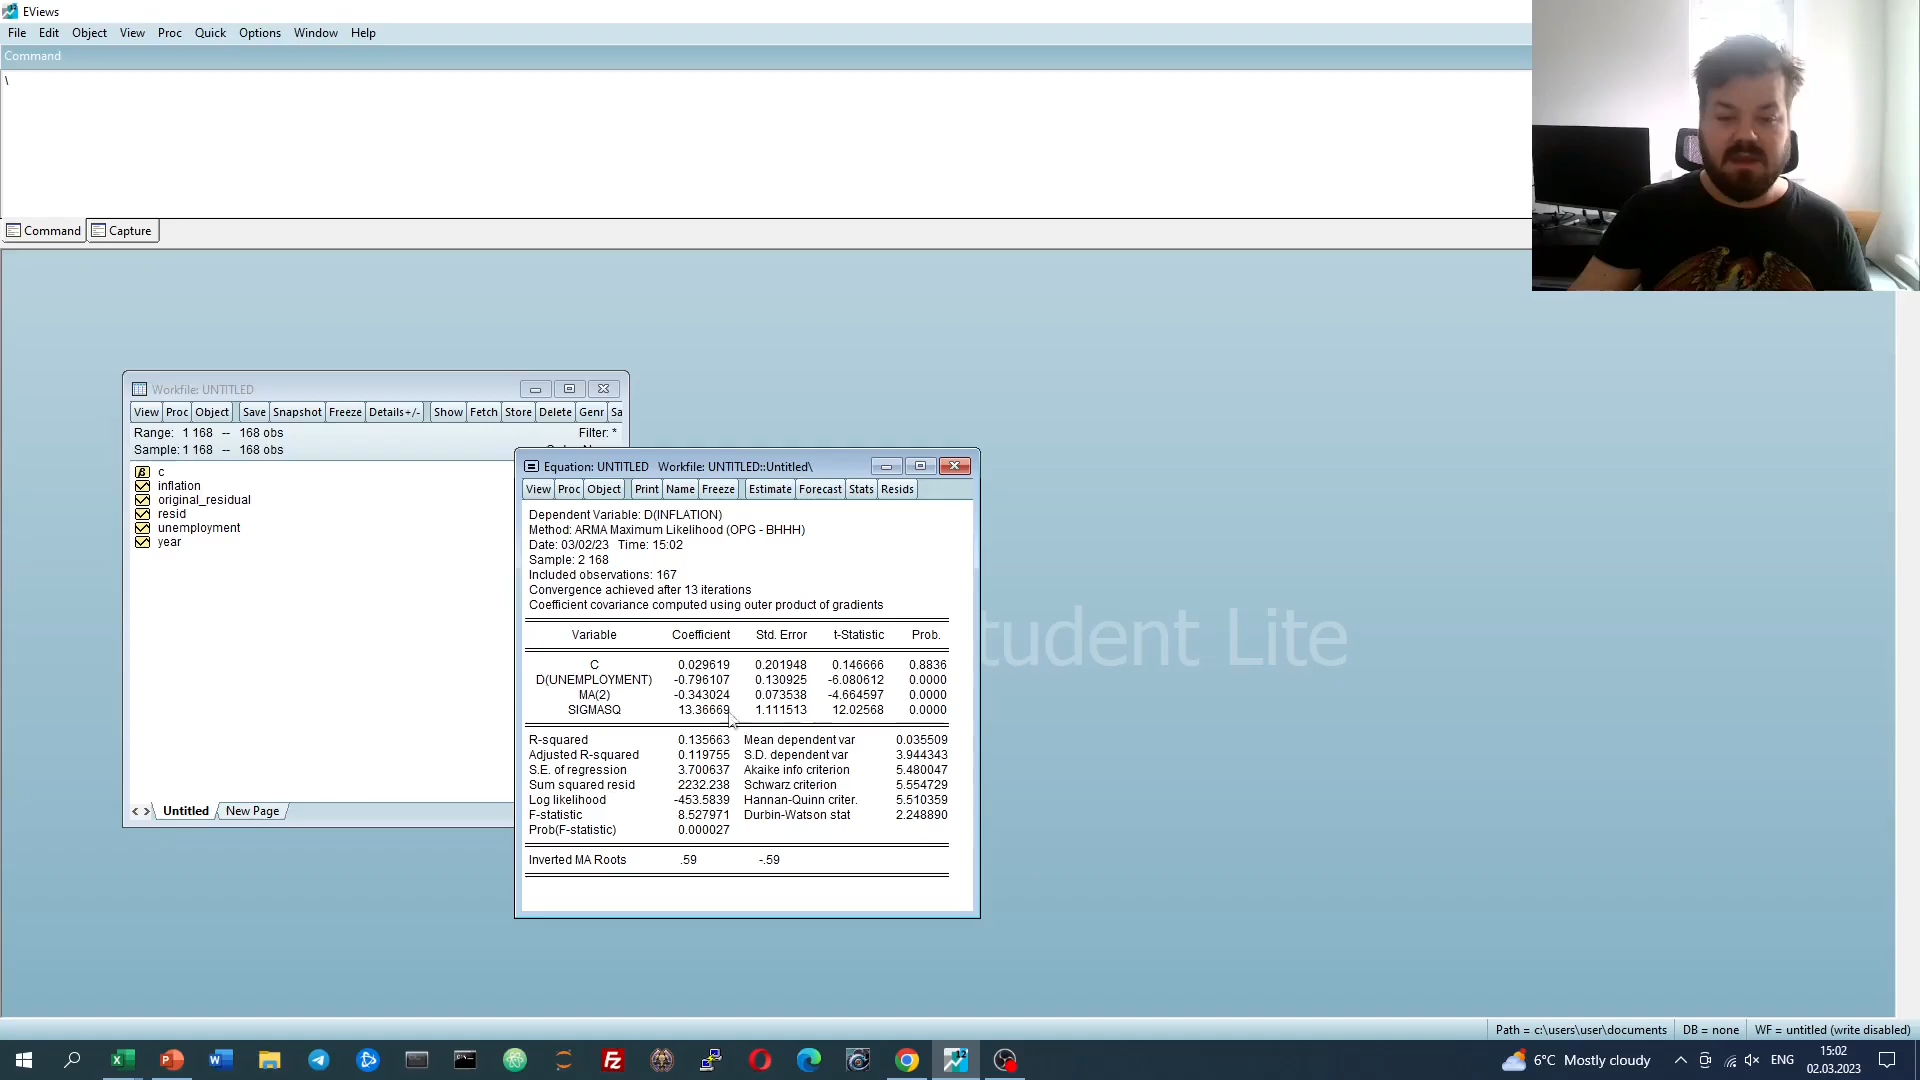 EViews
File Edit Object View Proc Quick Options Window Help
Command
\
Command Capture
Workfile: UNTITLED
View Proc Object Save Snapshot Freeze Details+/- Show Fetch Store Delete Genr Sa
Range: 1 168 -- 168 obs Filter: *
Sample: 1 168 -- 168 obs
c
inflation
original_residual
resid
unemployment
year
< > Untitled New Page
Equation: UNTITLED Workfile: UNTITLED::Untitled\
View Proc Object Print Name Freeze Estimate Forecast Stats Resids
Dependent Variable: D(INFLATION)
Method: ARMA Maximum Likelihood (OPG - BHHH)
Date: 03/02/23 Time: 15:02
Sample: 2 168
Included observations: 167
Convergence achieved after 13 iterations
Coefficient covariance computed using outer product of gradients
Variable Coefficient Std. Error t-Statistic Prob.
C 0.029619 0.201948 0.146666 0.8836
D(UNEMPLOYMENT) -0.796107 0.130925 -6.080612 0.0000
MA(2) -0.343024 0.073538 -4.664597 0.0000
SIGMASQ 13.36669 1.111513 12.02568 0.0000
R-squared 0.135663 Mean dependent var 0.035509
Adjusted R-squared 0.119755 S.D. dependent var 3.944343
S.E. of regression 3.700637 Akaike info criterion 5.480047
Sum squared resid 2232.238 Schwarz criterion 5.554729
Log likelihood -453.5839 Hannan-Quinn criter. 5.510359
F-statistic 8.527971 Durbin-Watson stat 2.248890
Prob(F-statistic) 0.000027
Inverted MA Roots .59 -.59
tudent Lite
Path = c:\users\user\documents DB = none WF = untitled (write disabled)
6°C Mostly cloudy ENG 15:02
02.03.2023